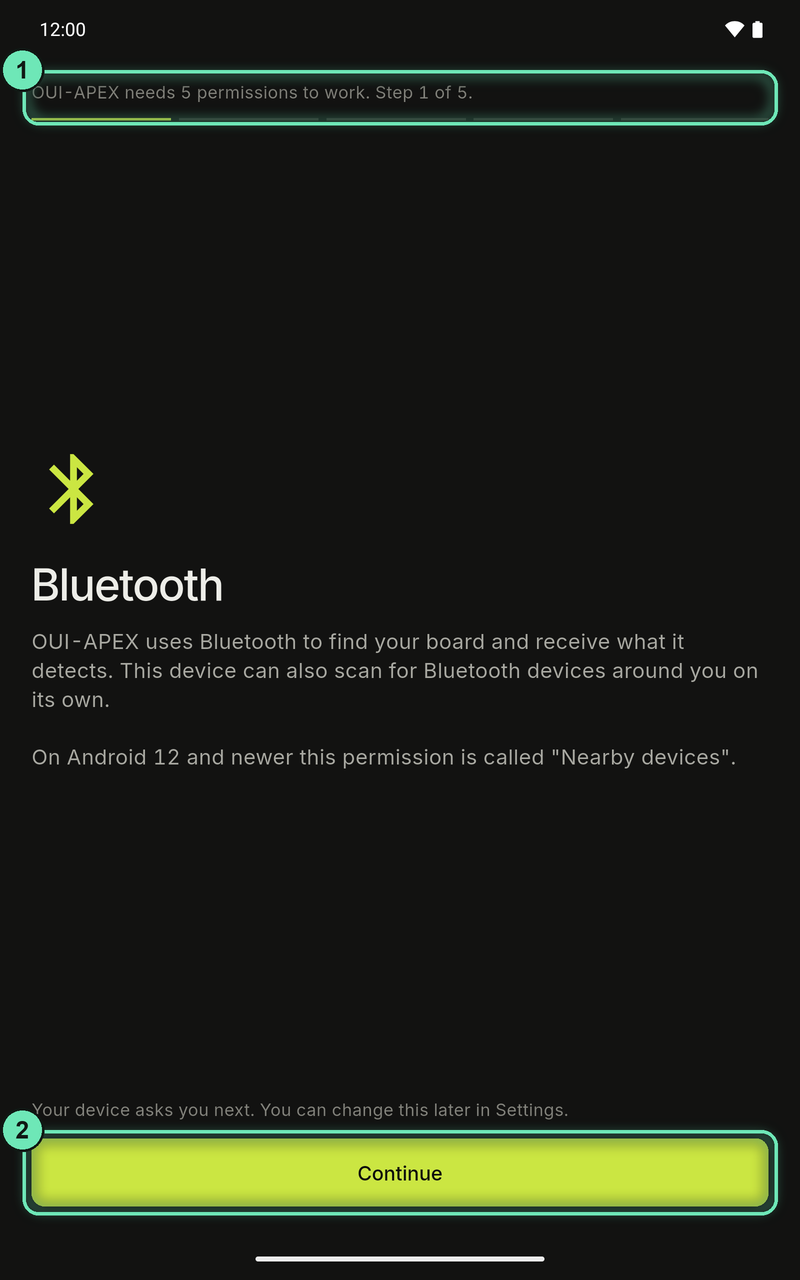 12:00
1
OUI-APEX needs 5 permissions to work. Step 1 of 5.
Bluetooth
OUI-APEX uses Bluetooth to find your board and receive what it
detects. This device can also scan for Bluetooth devices around you on
its own.
On Android 12 and newer this permission is called "Nearby devices".
Your device asks you next. You can change this later in Settings.
2
Continue